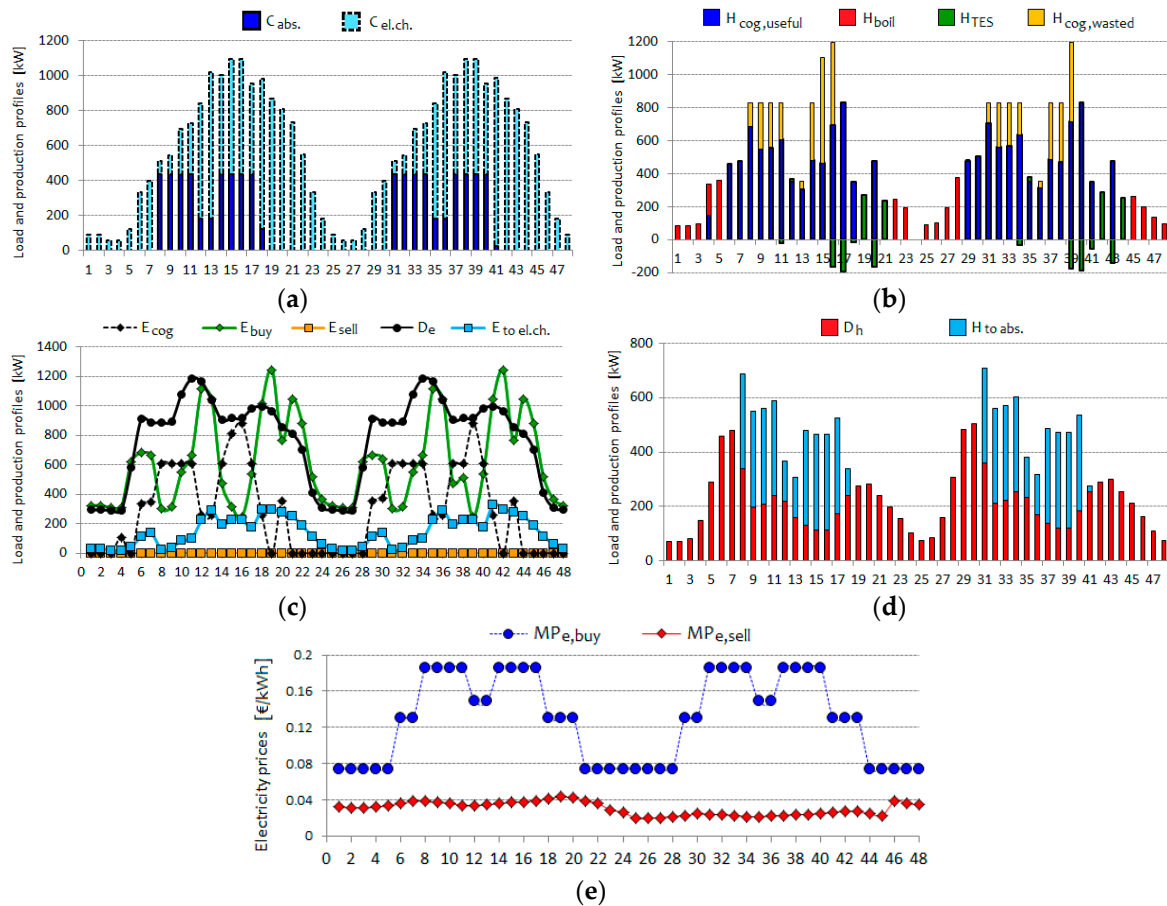 C abs. C el.ch.
Load and production profiles [kW]
1200
1000
800
600
400
200
0
1 3 5 7 9 11 13 15 17 19 21 23 25 27 29 31 33 35 37 39 41 43 45 47
(a)
H cog,useful H boil H TES H cog,wasted
Load and production profiles [kW]
1200
1000
800
600
400
200
0
-200
1 3 5 7 9 11 13 15 17 19 21 23 25 27 29 31 33 35 37 39 41 43 45 47
(b)
E cog E buy E sell De E to el.ch.
Load and production profiles [kW]
1400
1200
1000
800
600
400
200
0
0 2 4 6 8 10 12 14 16 18 20 22 24 26 28 30 32 34 36 38 40 42 44 46 48
(c)
D h H to abs.
Load and production profiles [kW]
800
600
400
200
0
1 3 5 7 9 11 13 15 17 19 21 23 25 27 29 31 33 35 37 39 41 43 45 47
(d)
MPe,buy MPe,sell
Electricity prices [€/kWh]
0.2
0.16
0.12
0.08
0.04
0
0 2 4 6 8 10 12 14 16 18 20 22 24 26 28 30 32 34 36 38 40 42 44 46 48
(e)